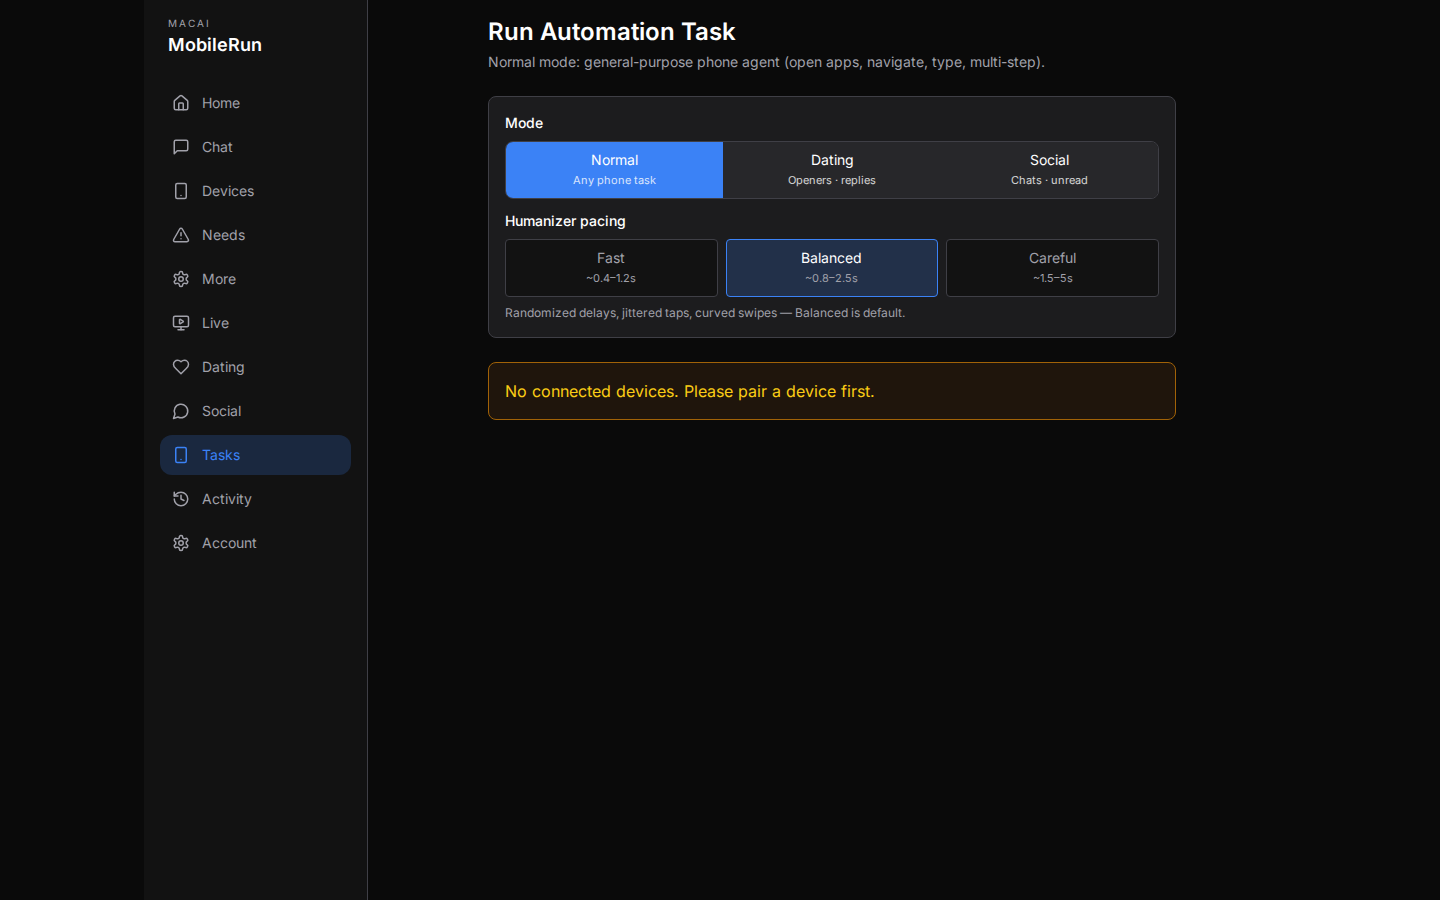 MACAI
MobileRun
Home
Chat
Devices
Needs
More
Live
Dating
Social
Tasks
Activity
Account
Run Automation Task
Normal mode: general-purpose phone agent (open apps, navigate, type, multi-step).
Mode
Normal
Any phone task
Dating
Openers · replies
Social
Chats · unread
Humanizer pacing
Fast
~0.4–1.2s
Balanced
~0.8–2.5s
Careful
~1.5–5s
Randomized delays, jittered taps, curved swipes — Balanced is default.
No connected devices. Please pair a device first.